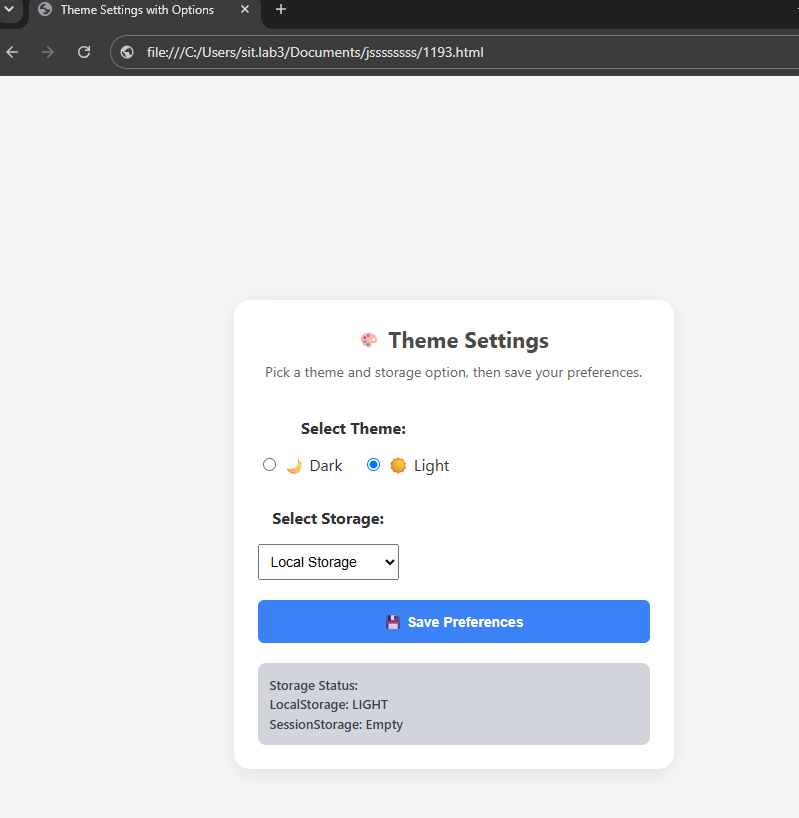 Theme Settings with Options
file:///C:/Users/sit.lab3/Documents/jssssssss/1193.html
🎨 Theme Settings
Pick a theme and storage option, then save your preferences.
Select Theme:
🌙 Dark 🌞 Light
Select Storage:
Local Storage
💾 Save Preferences
Storage Status:
LocalStorage: LIGHT
SessionStorage: Empty